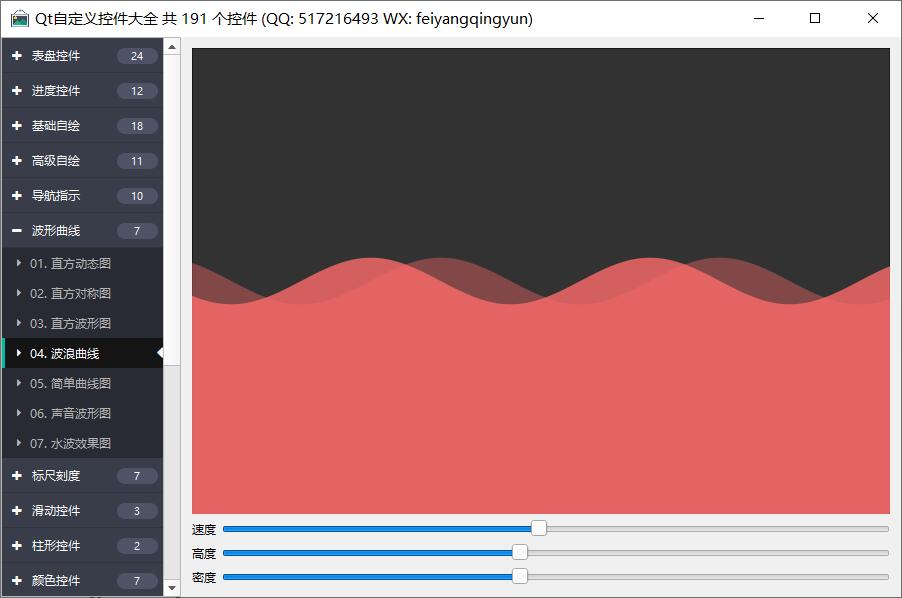 Qt自定义控件大全 共 191 个控件 (QQ: 517216493 WX: feiyangqingyun)
表盘控件 24
进度控件 12
基础自绘 18
高级自绘 11
导航指示 10
波形曲线 7
01. 直方动态图
02. 直方对称图
03. 直方波形图
04. 波浪曲线
05. 简单曲线图
06. 声音波形图
07. 水波效果图
标尺刻度 7
滑动控件 3
柱形控件 2
颜色控件 7
速度
高度
密度